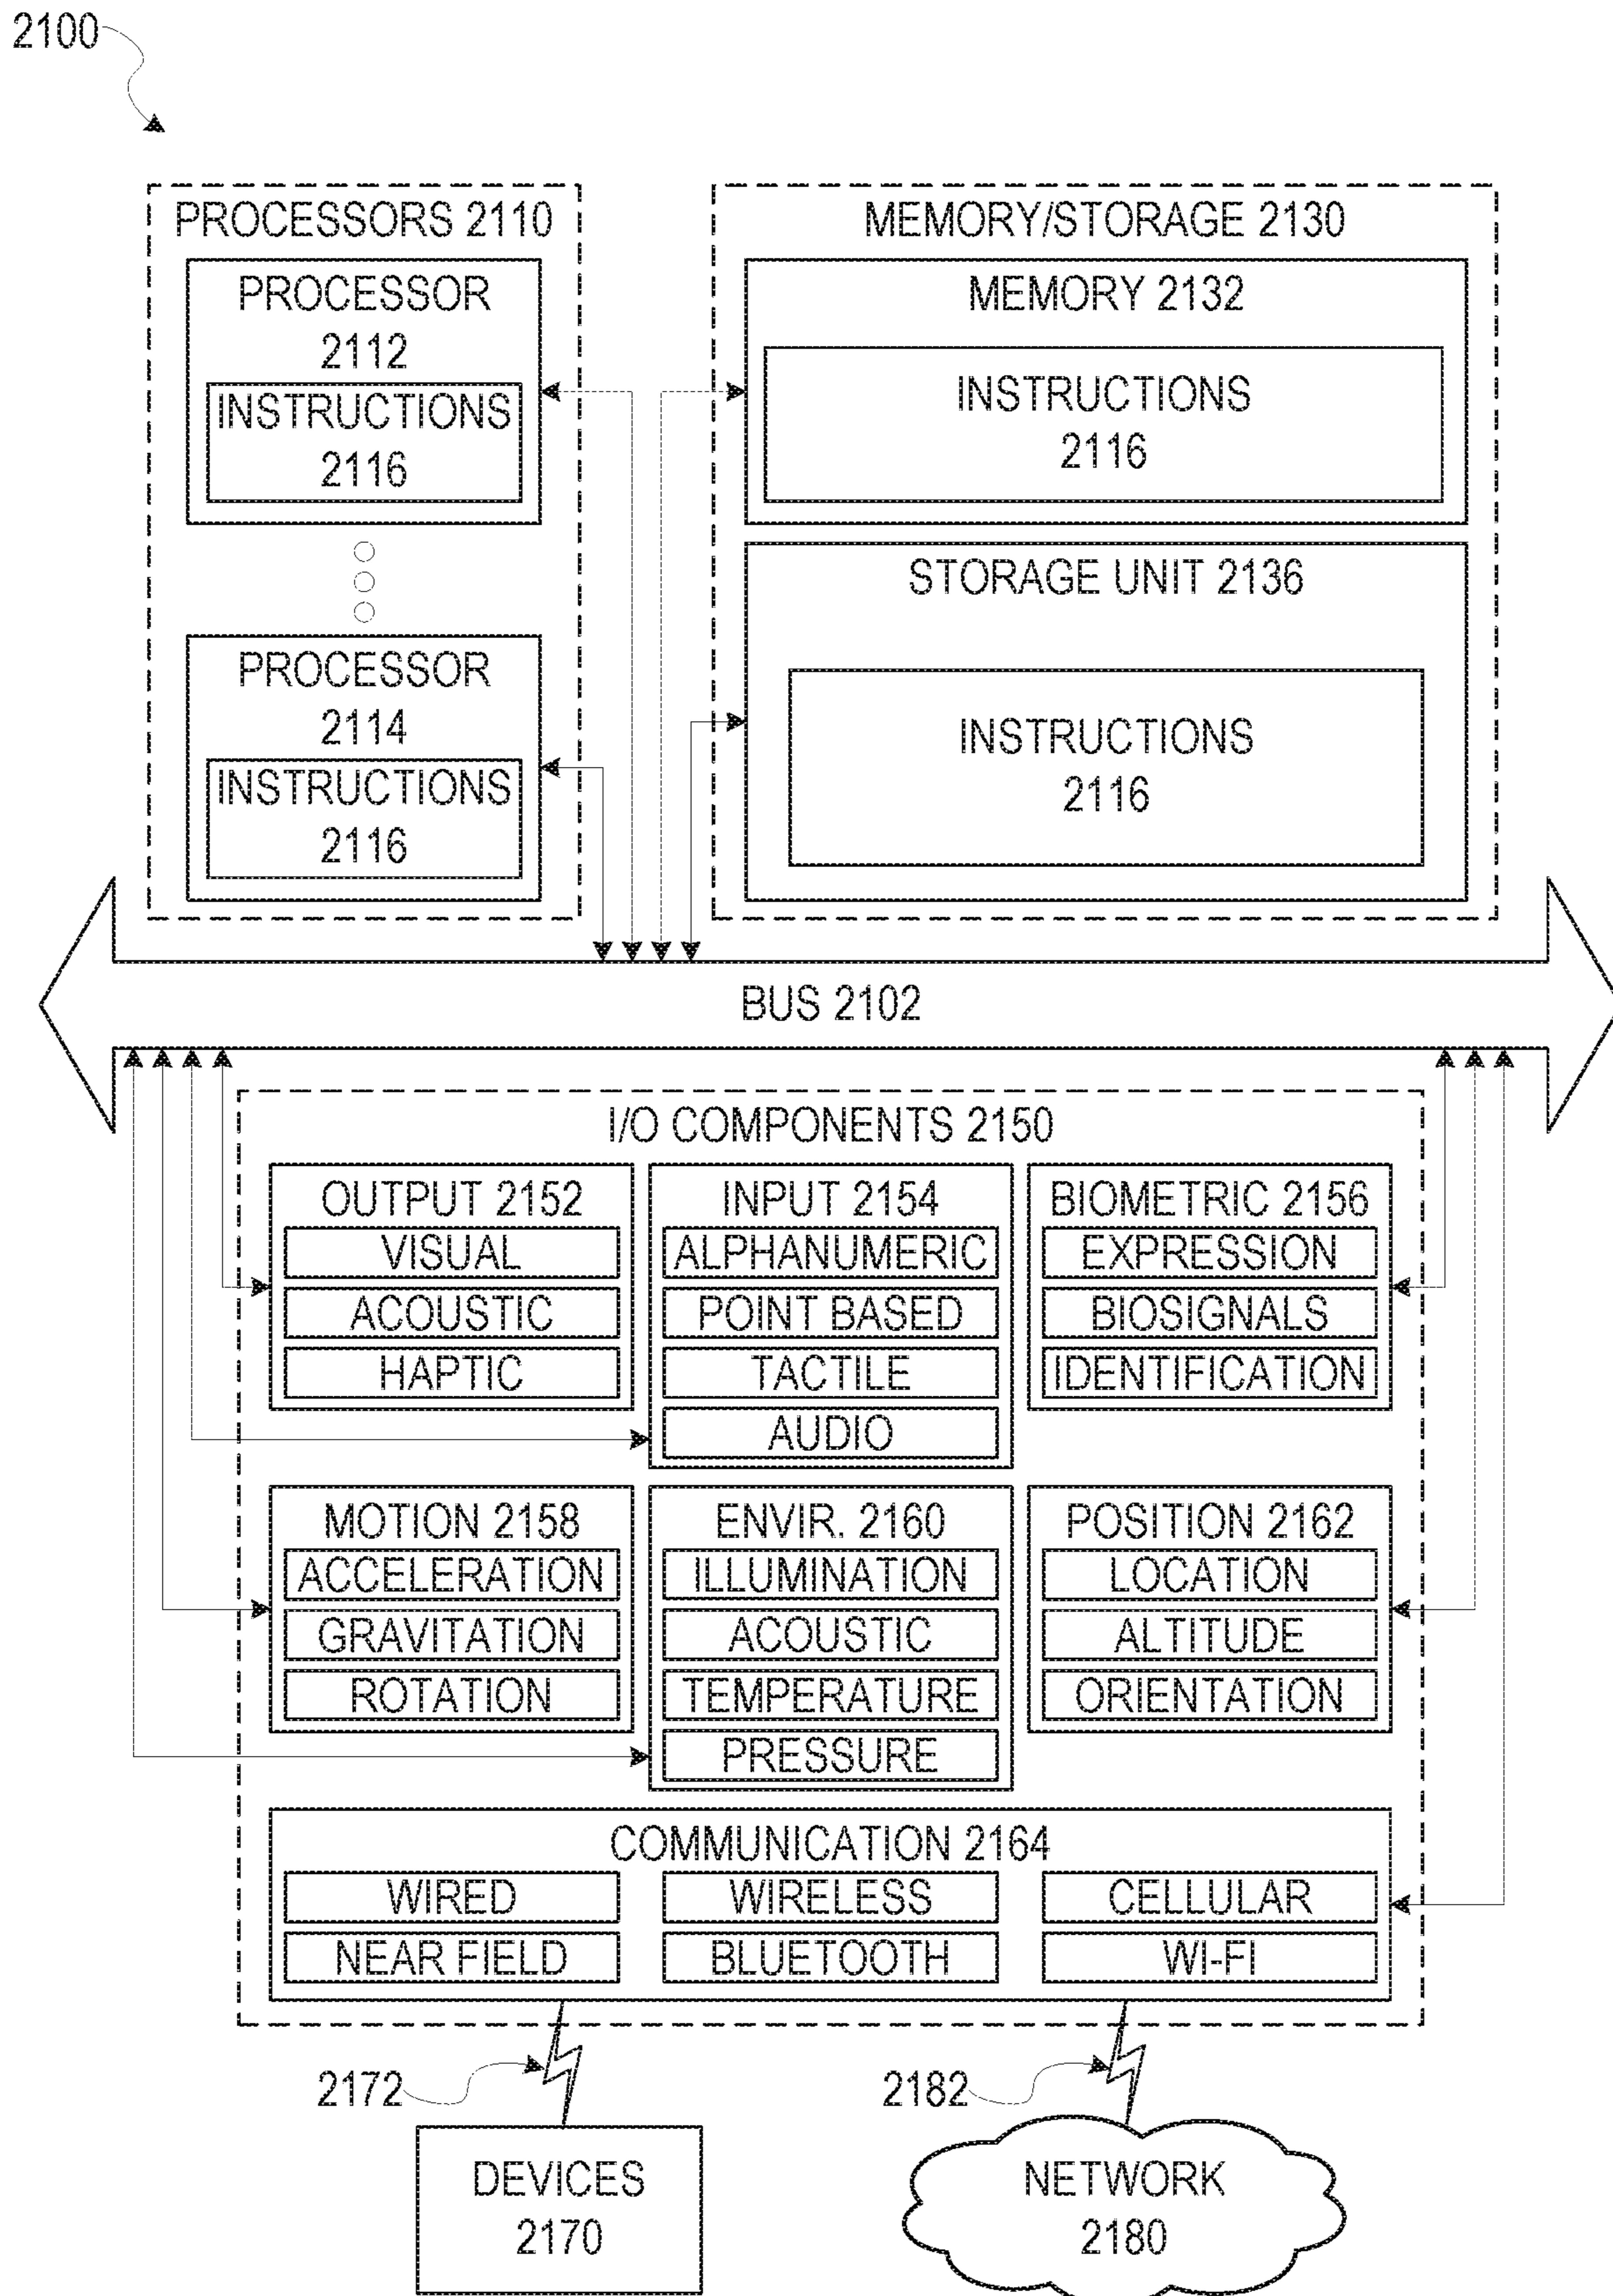 2100
PROCESSORS 2110
PROCESSOR
2112
INSTRUCTIONS
2116
PROCESSOR
2114
INSTRUCTIONS
2116
MEMORY/STORAGE 2130
MEMORY 2132
INSTRUCTIONS
2116
STORAGE UNIT 2136
INSTRUCTIONS
2116
BUS 2102
I/O COMPONENTS 2150
OUTPUT 2152
VISUAL
ACOUSTIC
HAPTIC
INPUT 2154
ALPHANUMERIC
POINT BASED
TACTILE
AUDIO
BIOMETRIC 2156
EXPRESSION
BIOSIGNALS
IDENTIFICATION
MOTION 2158
ACCELERATION
GRAVITATION
ROTATION
ENVIR. 2160
ILLUMINATION
ACOUSTIC
TEMPERATURE
PRESSURE
POSITION 2162
LOCATION
ALTITUDE
ORIENTATION
COMMUNICATION 2164
WIRED
WIRELESS
CELLULAR
NEAR FIELD
BLUETOOTH
WI-FI
2172
2182
DEVICES
2170
NETWORK
2180